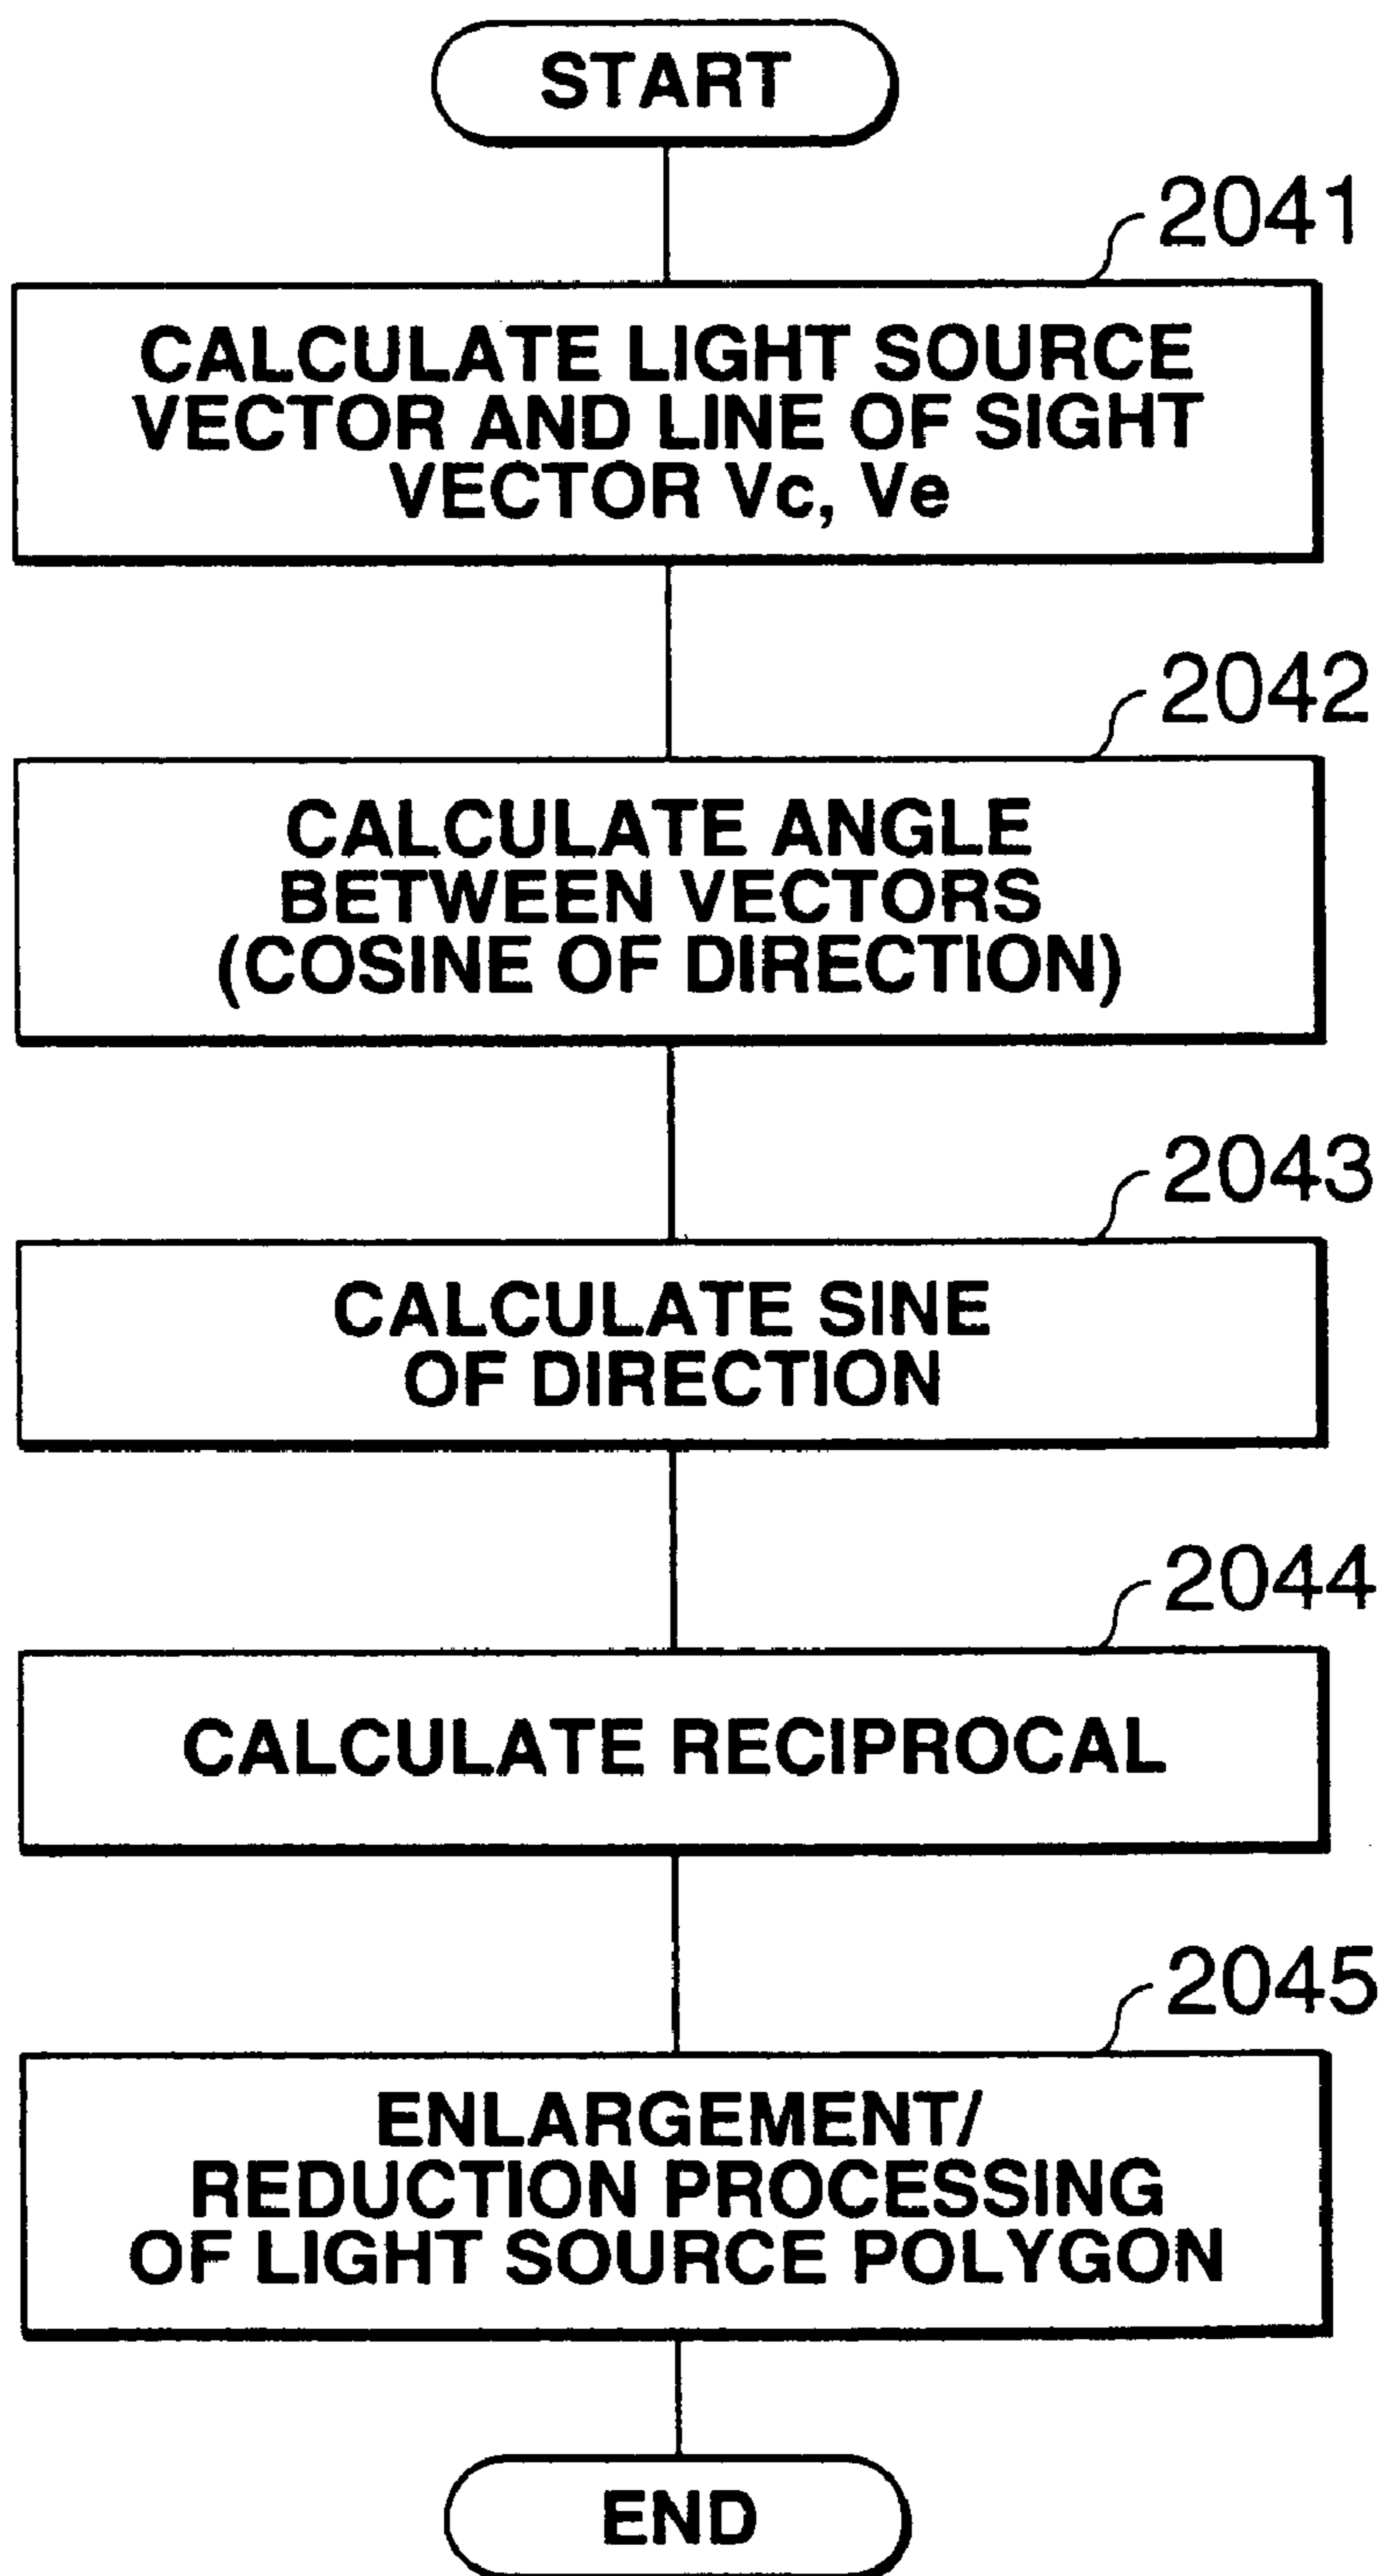 START
2041
CALCULATE LIGHT SOURCE
VECTOR AND LINE OF SIGHT
VECTOR Vc, Ve
2042
CALCULATE ANGLE
BETWEEN VECTORS
(COSINE OF DIRECTION)
2043
CALCULATE SINE
OF DIRECTION
2044
CALCULATE RECIPROCAL
2045
ENLARGEMENT/
REDUCTION PROCESSING
OF LIGHT SOURCE POLYGON
END